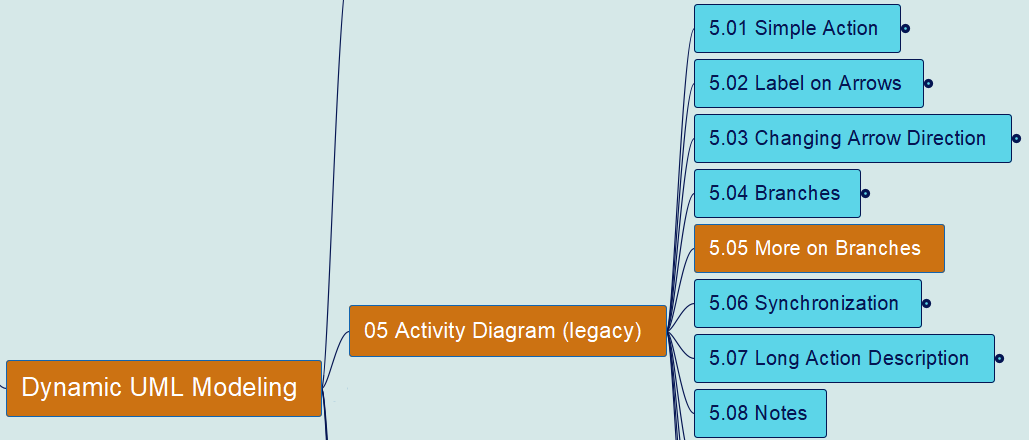 5.01 Simple Action
5.02 Label on Arrows
5.03 Changing Arrow Direction
5.04 Branches
5.05 More on Branches
5.06 Synchronization
05 Activity Diagram (legacy)
5.07 Long Action Description
Dynamic UML Modeling
5.08 Notes